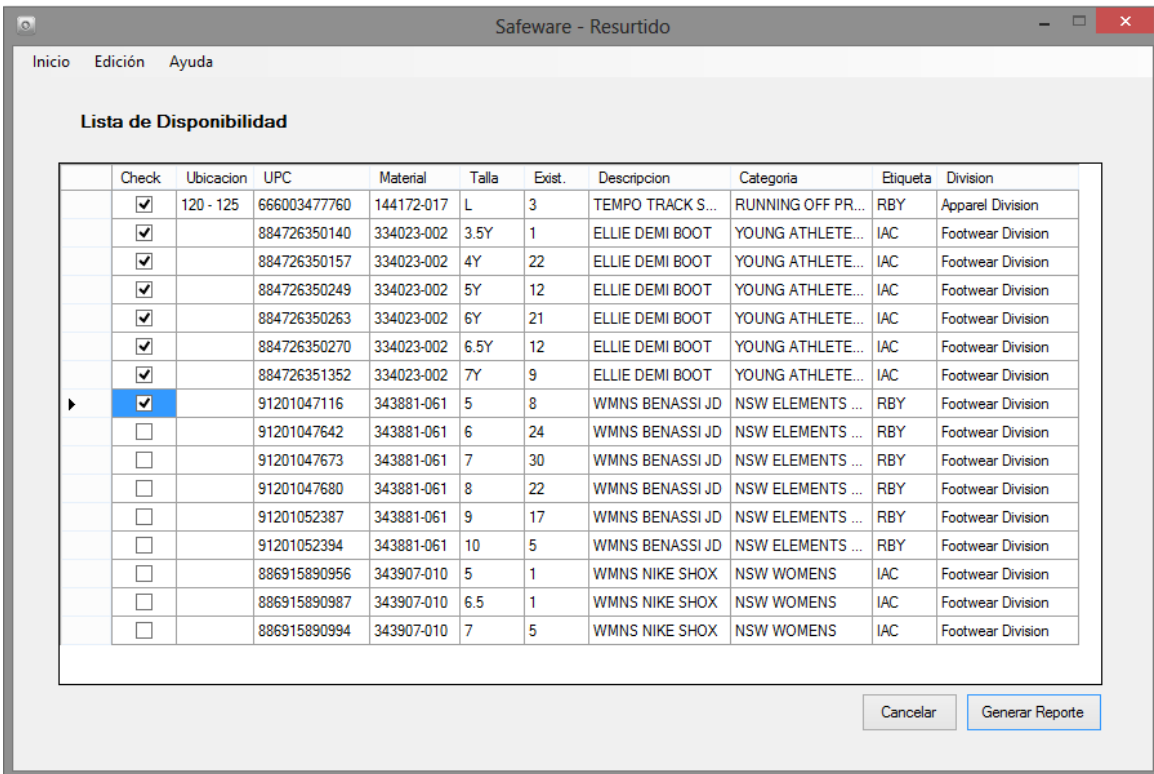 Safeware - Resurtido
Inicio Edición Ayuda
Lista de Disponibilidad
Check Ubicacion UPC Material Talla Exist. Descripcion Categoria Etiqueta Division
120 - 125 666003477760 144172-017 L 3 TEMPO TRACK S... RUNNING OFF PR... RBY Apparel Division
884726350140 334023-002 3.5Y 1 ELLIE DEMI BOOT YOUNG ATHLETE... IAC Footwear Division
884726350157 334023-002 4Y 22 ELLIE DEMI BOOT YOUNG ATHLETE... IAC Footwear Division
884726350249 334023-002 5Y 12 ELLIE DEMI BOOT YOUNG ATHLETE... IAC Footwear Division
884726350263 334023-002 6Y 21 ELLIE DEMI BOOT YOUNG ATHLETE... IAC Footwear Division
884726350270 334023-002 6.5Y 12 ELLIE DEMI BOOT YOUNG ATHLETE... IAC Footwear Division
884726351352 334023-002 7Y 9 ELLIE DEMI BOOT YOUNG ATHLETE... IAC Footwear Division
91201047116 343881-061 5 8 WMNS BENASSI JD NSW ELEMENTS ... RBY Footwear Division
91201047642 343881-061 6 24 WMNS BENASSI JD NSW ELEMENTS ... RBY Footwear Division
91201047673 343881-061 7 30 WMNS BENASSI JD NSW ELEMENTS ... RBY Footwear Division
91201047680 343881-061 8 22 WMNS BENASSI JD NSW ELEMENTS ... RBY Footwear Division
91201052387 343881-061 9 17 WMNS BENASSI JD NSW ELEMENTS ... RBY Footwear Division
91201052394 343881-061 10 5 WMNS BENASSI JD NSW ELEMENTS ... RBY Footwear Division
886915890956 343907-010 5 1 WMNS NIKE SHOX NSW WOMENS IAC Footwear Division
886915890987 343907-010 6.5 1 WMNS NIKE SHOX NSW WOMENS IAC Footwear Division
886915890994 343907-010 7 5 WMNS NIKE SHOX NSW WOMENS IAC Footwear Division
Cancelar Generar Reporte